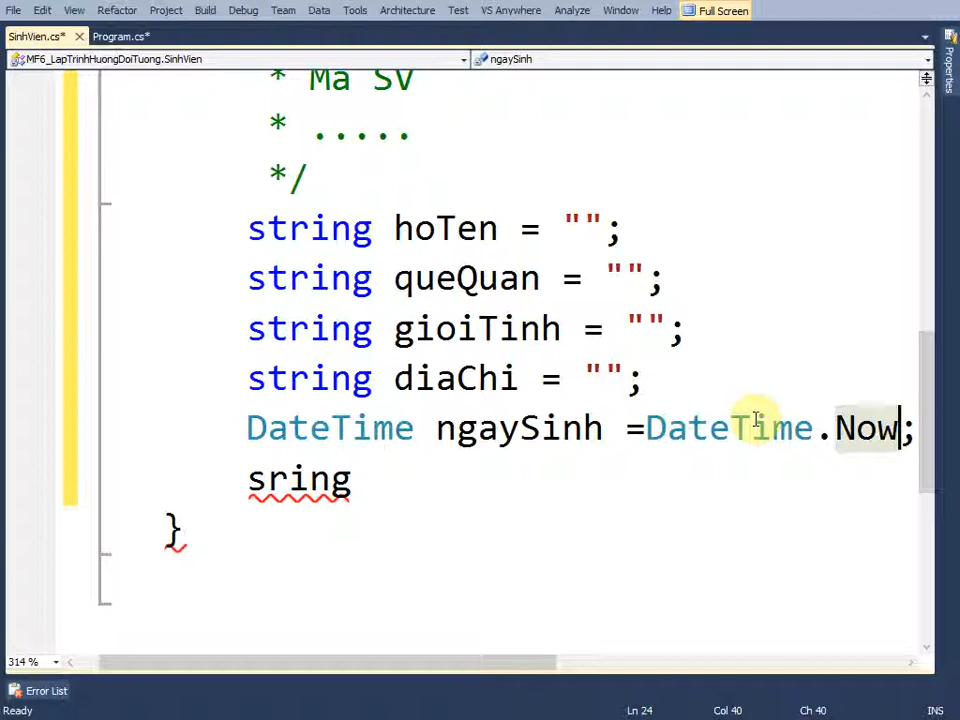 File Edit View Refactor Project Build Debug Team Data Tools Architecture Test VS Anywhere Analyze Window Help Full Screen
SinhVien.cs* Program.cs*
MF6_LapTrinhHuongDoiTuong.SinhVien ngaySinh
Properties
* Ma SV
* .....
*/
string hoTen = "";
string queQuan = "";
string gioiTinh = "";
string diaChi = "";
DateTime ngaySinh =DateTime.Now;
sring
}
314 %
Error List
Ready Ln 24 Col 40 Ch 40 INS